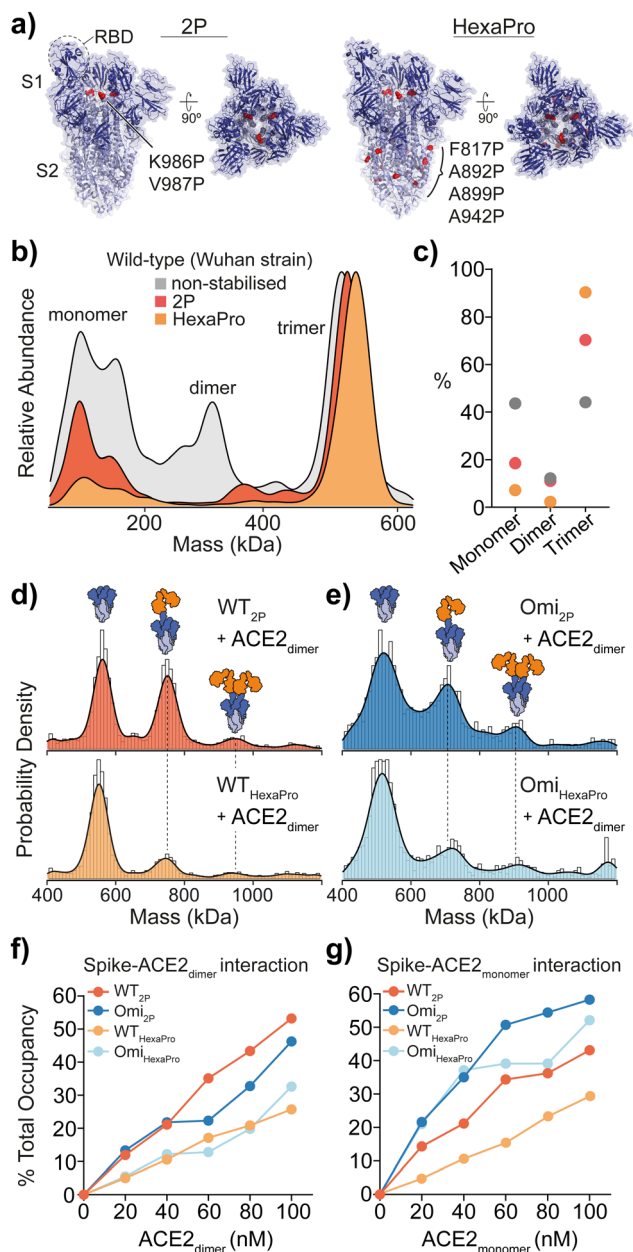 a)
RBD
2P
HexaPro
S1
S2
90º
90º
K986P
V987P
F817P
A892P
A899P
A942P
b)
Wild-type (Wuhan strain)
non-stabilised
2P
HexaPro
monomer
dimer
trimer
Relative Abundance
200
400
600
Mass (kDa)
c)
100
80
60
%
40
20
0
Monomer
Dimer
Trimer
d)
WT2P
+ ACE2dimer
WTHexaPro
+ ACE2dimer
Probability Density
400
600
800
1000
Mass (kDa)
e)
Omi2P
+ ACE2dimer
OmiHexaPro
+ ACE2dimer
400
600
800
1000
Mass (kDa)
f)
Spike-ACE2dimer interaction
WT2P
Omi2P
WTHexaPro
OmiHexaPro
% Total Occupancy
60
50
40
30
20
10
0
0 20 40 60 80 100
ACE2dimer (nM)
g)
Spike-ACE2monomer interaction
WT2P
Omi2P
WTHexaPro
OmiHexaPro
60
50
40
30
20
10
0
0 20 40 60 80 100
ACE2monomer (nM)